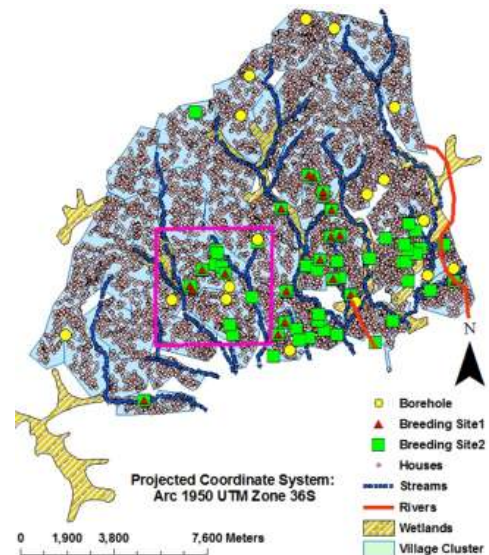 N
Borehole
Breeding Site1
Breeding Site2
Houses
Streams
Rivers
Wetlands
Village Cluster
Projected Coordinate System:
Arc 1950 UTM Zone 36S
0 1,900 3,800 7,600 Meters